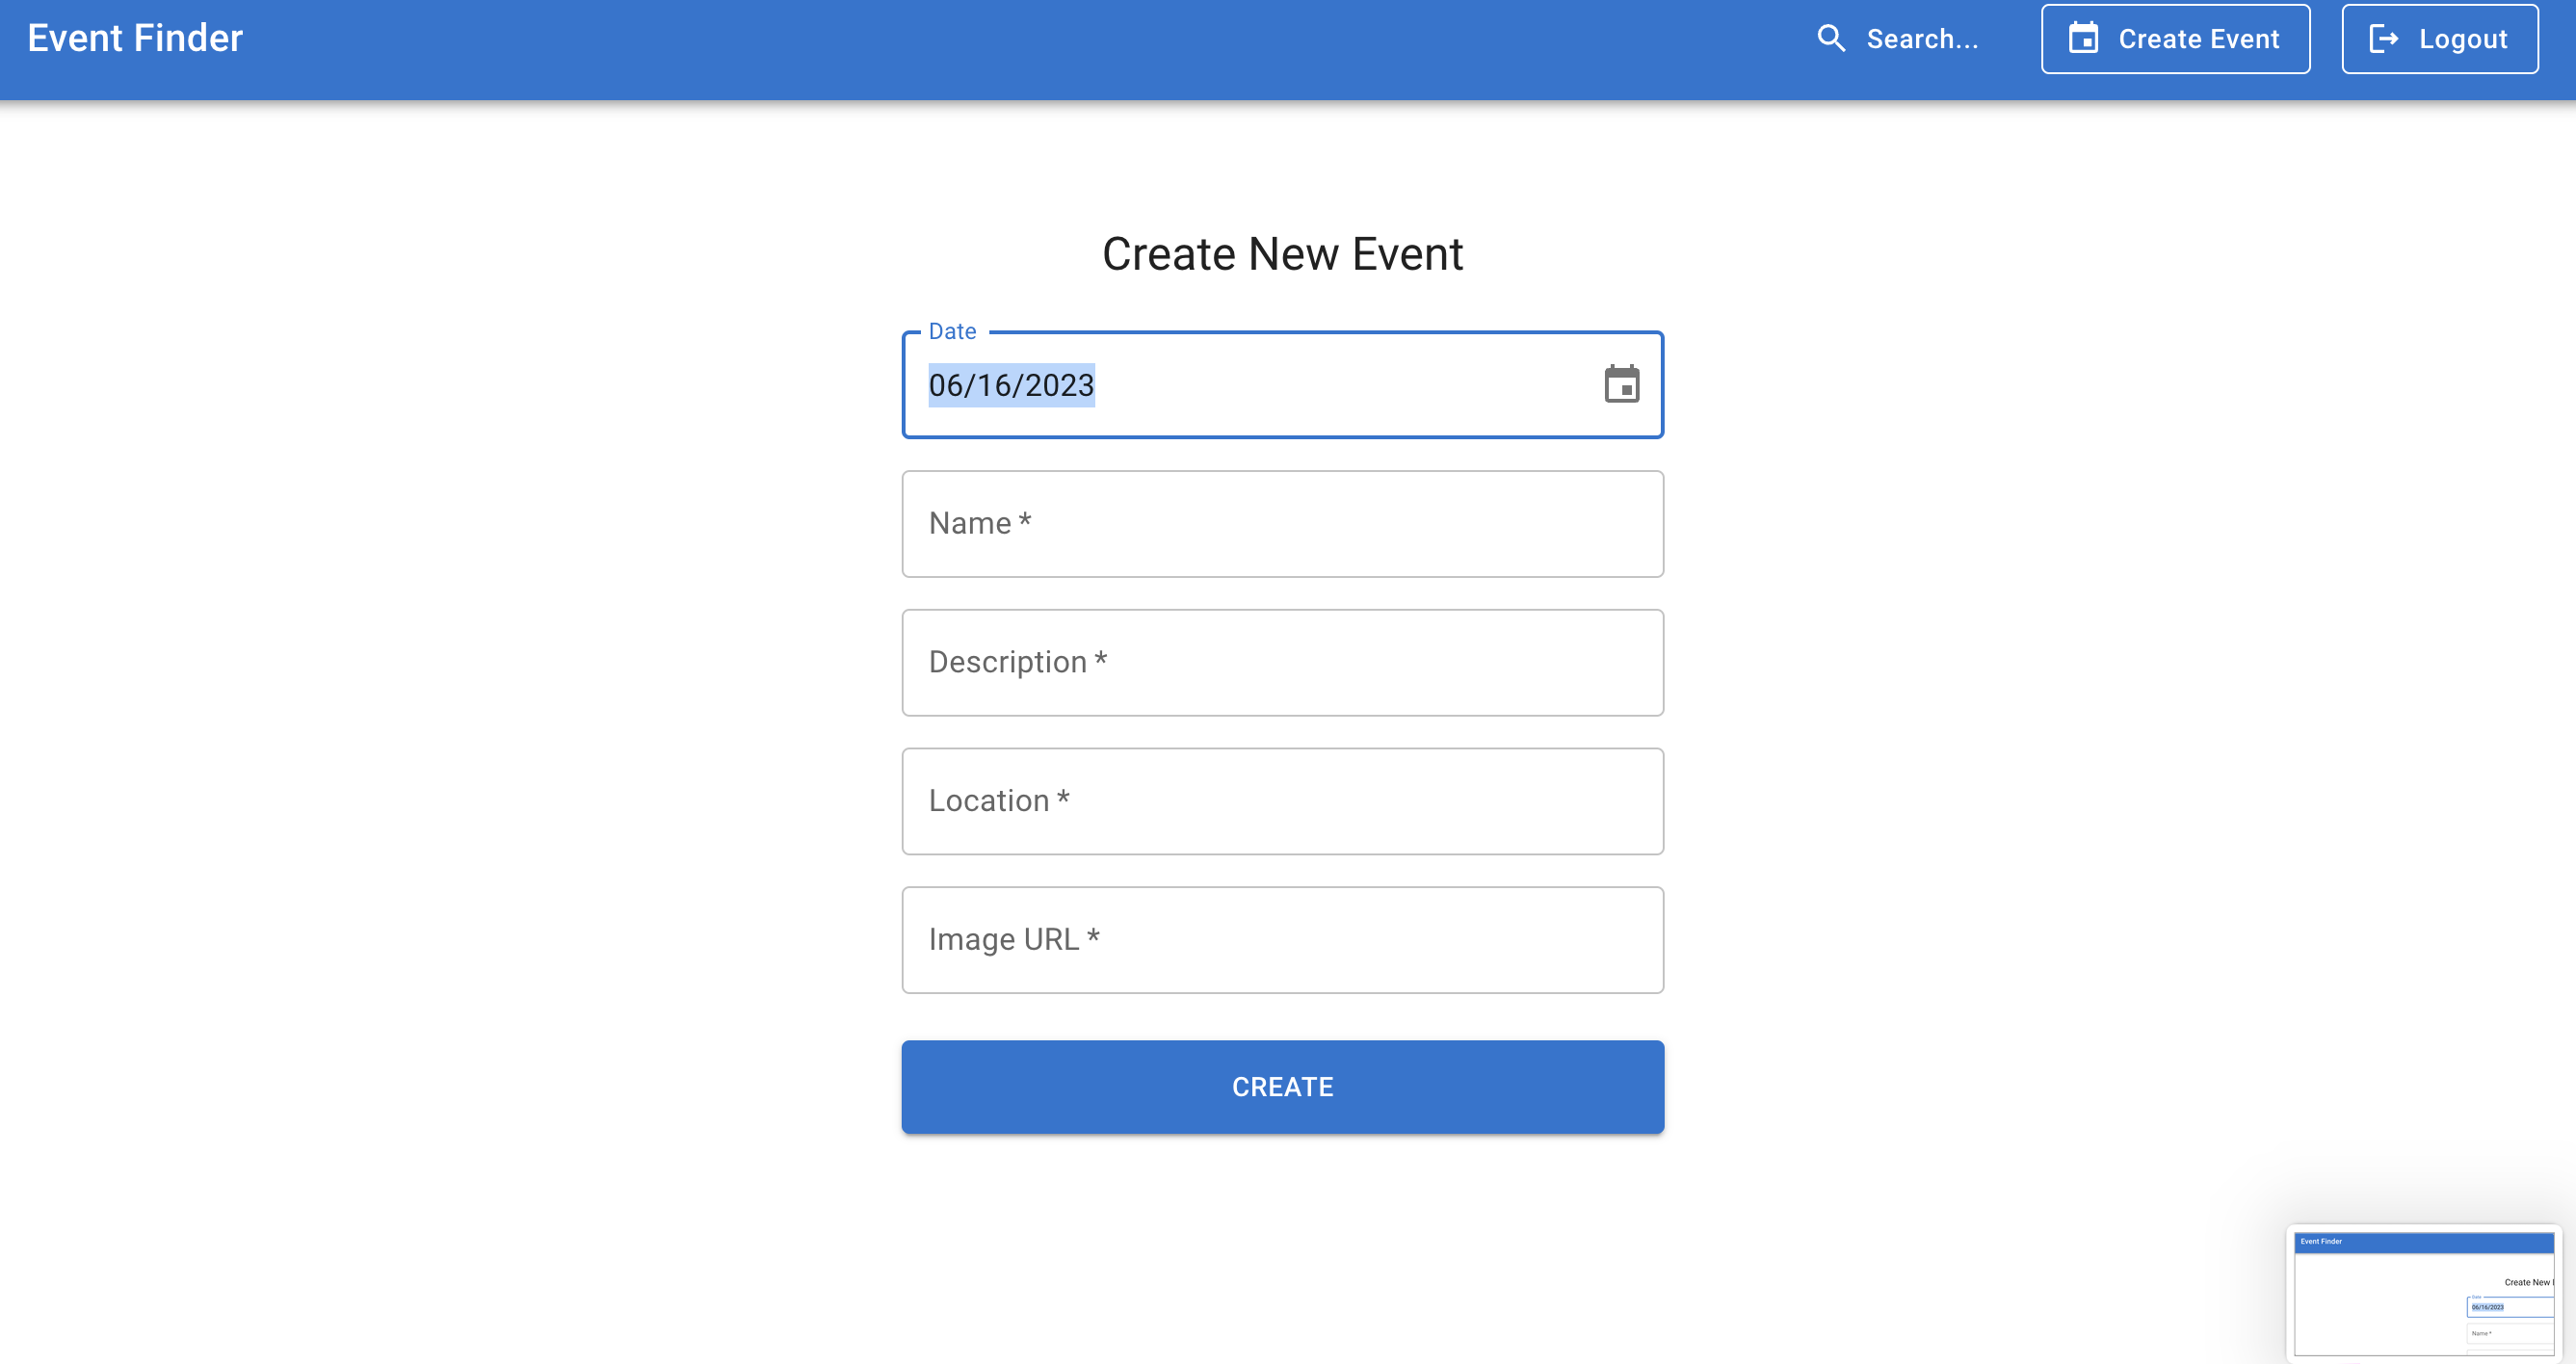 Event Finder
Search...
Create Event
Logout
Create New Event
Date
06/16/2023
Name *
Description *
Location *
Image URL *
CREATE
Event Finder
Create New
Date
06/16/2023
Name *